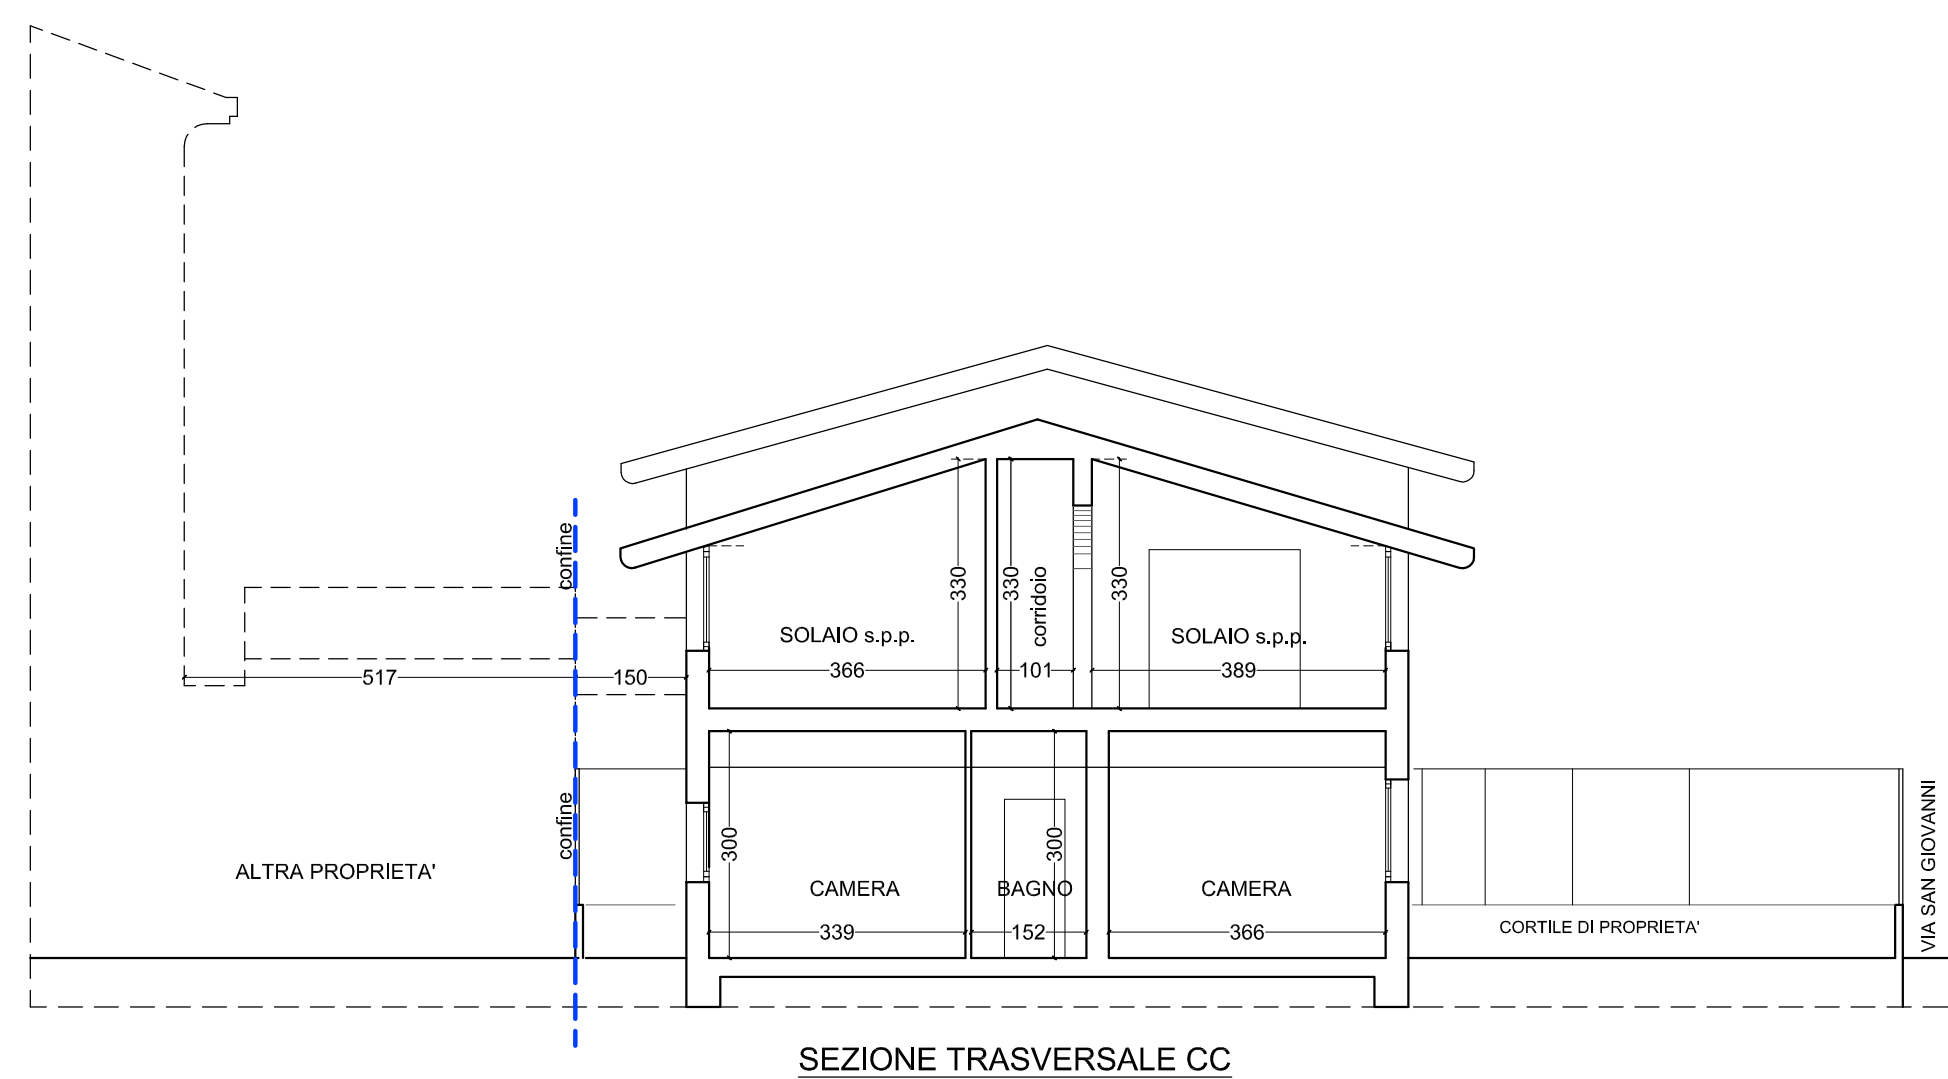 confine
330
330
330
corridoio
SOLAIO s.p.p.
SOLAIO s.p.p.
517
150
366
101
389
confine
300
300
VIA SAN GIOVANNI
ALTRA PROPRIETA'
CAMERA
BAGNO
CAMERA
339
152
366
CORTILE DI PROPRIETA'
SEZIONE TRASVERSALE CC